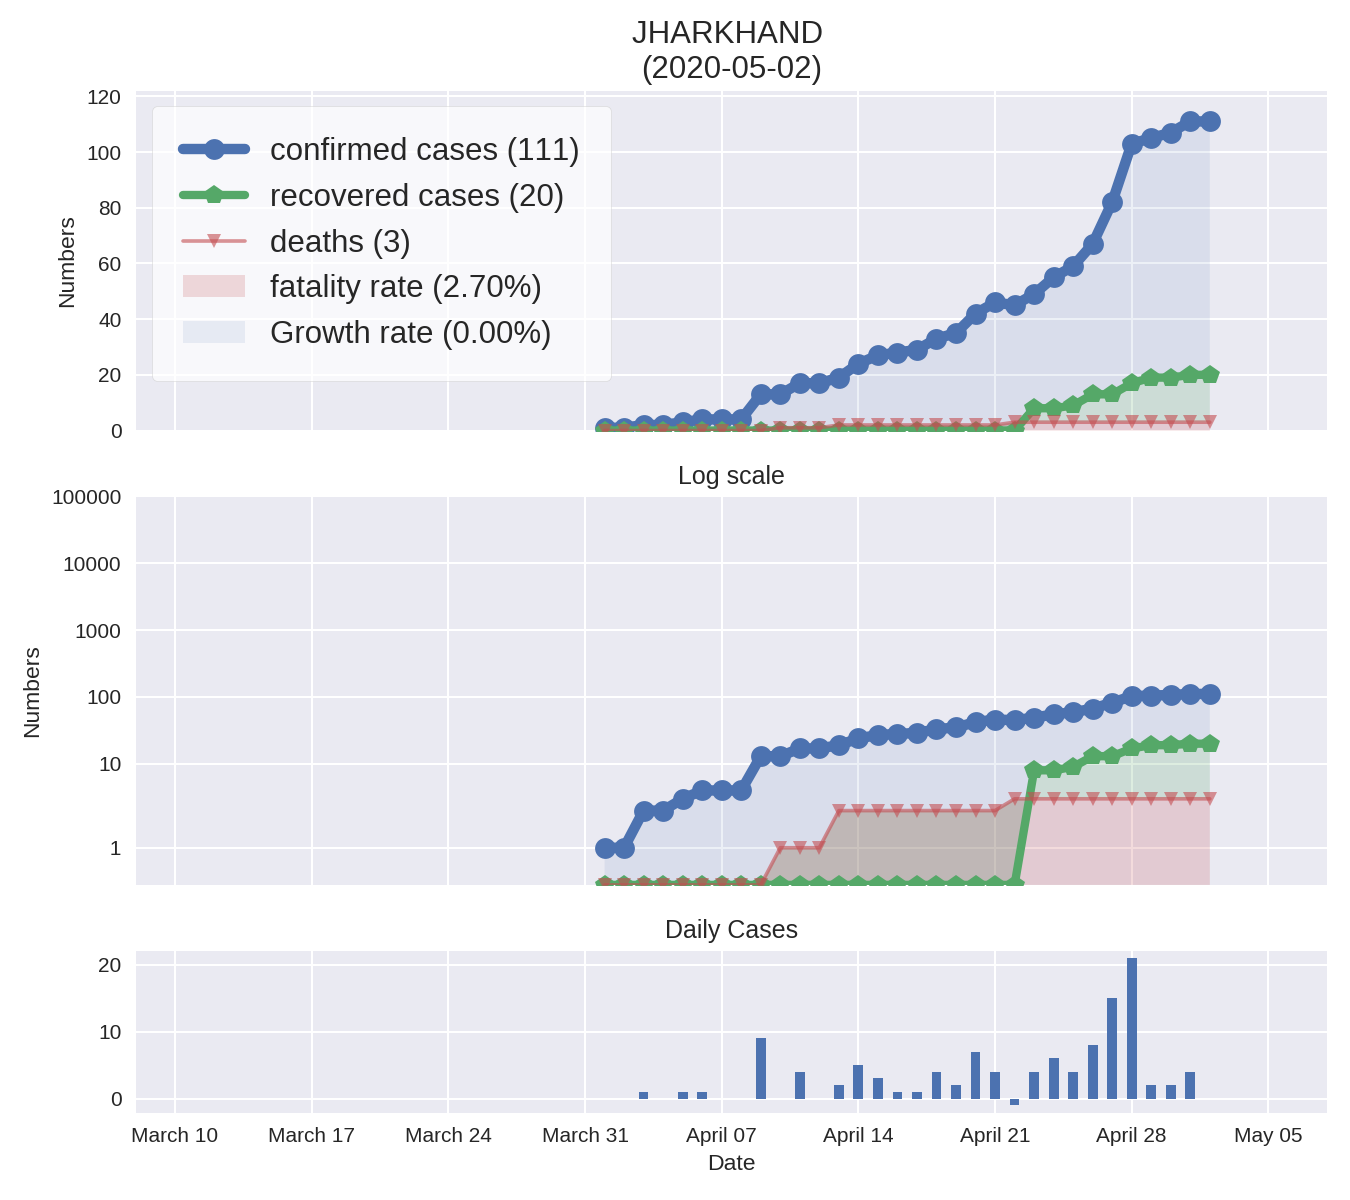 JHARKHAND
(2020-05-02)
120
100
80
60
40
20
0
Numbers
confirmed cases (111)
recovered cases (20)
deaths (3)
fatality rate (2.70%)
Growth rate (0.00%)
Log scale
100000
10000
1000
100
10
1
Numbers
Daily Cases
20
10
0
March 10 March 17 March 24 March 31 April 07 April 14 April 21 April 28 May 05
Date